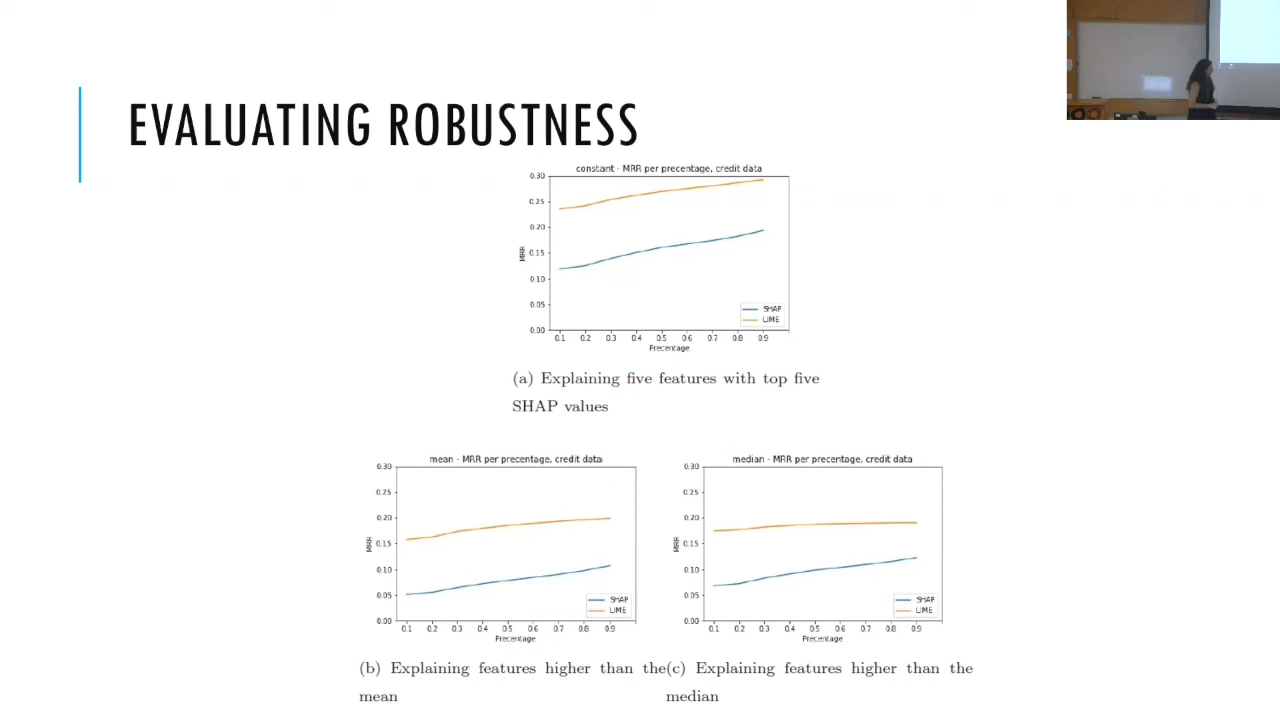 EVALUATING ROBUSTNESS
constant - MRR per precentage, credit data
0.30
0.25
0.20
0.15
0.10
0.05
0.00
MRR
0.1 0.2 0.3 0.4 0.5 0.6 0.7 0.8 0.9
Precentage
SHAP
LIME
(a) Explaining five features with top five
SHAP values
mean - MRR per precentage, credit data
0.30
0.25
0.20
0.15
0.10
0.05
0.00
MRR
0.1 0.2 0.3 0.4 0.5 0.6 0.7 0.8 0.9
Precentage
SHAP
LIME
(b) Explaining features higher than the
mean
median - MRR per precentage, credit data
0.30
0.25
0.20
0.15
0.10
0.05
0.00
MRR
0.1 0.2 0.3 0.4 0.5 0.6 0.7 0.8 0.9
Precentage
SHAP
LIME
(c) Explaining features higher than the
median